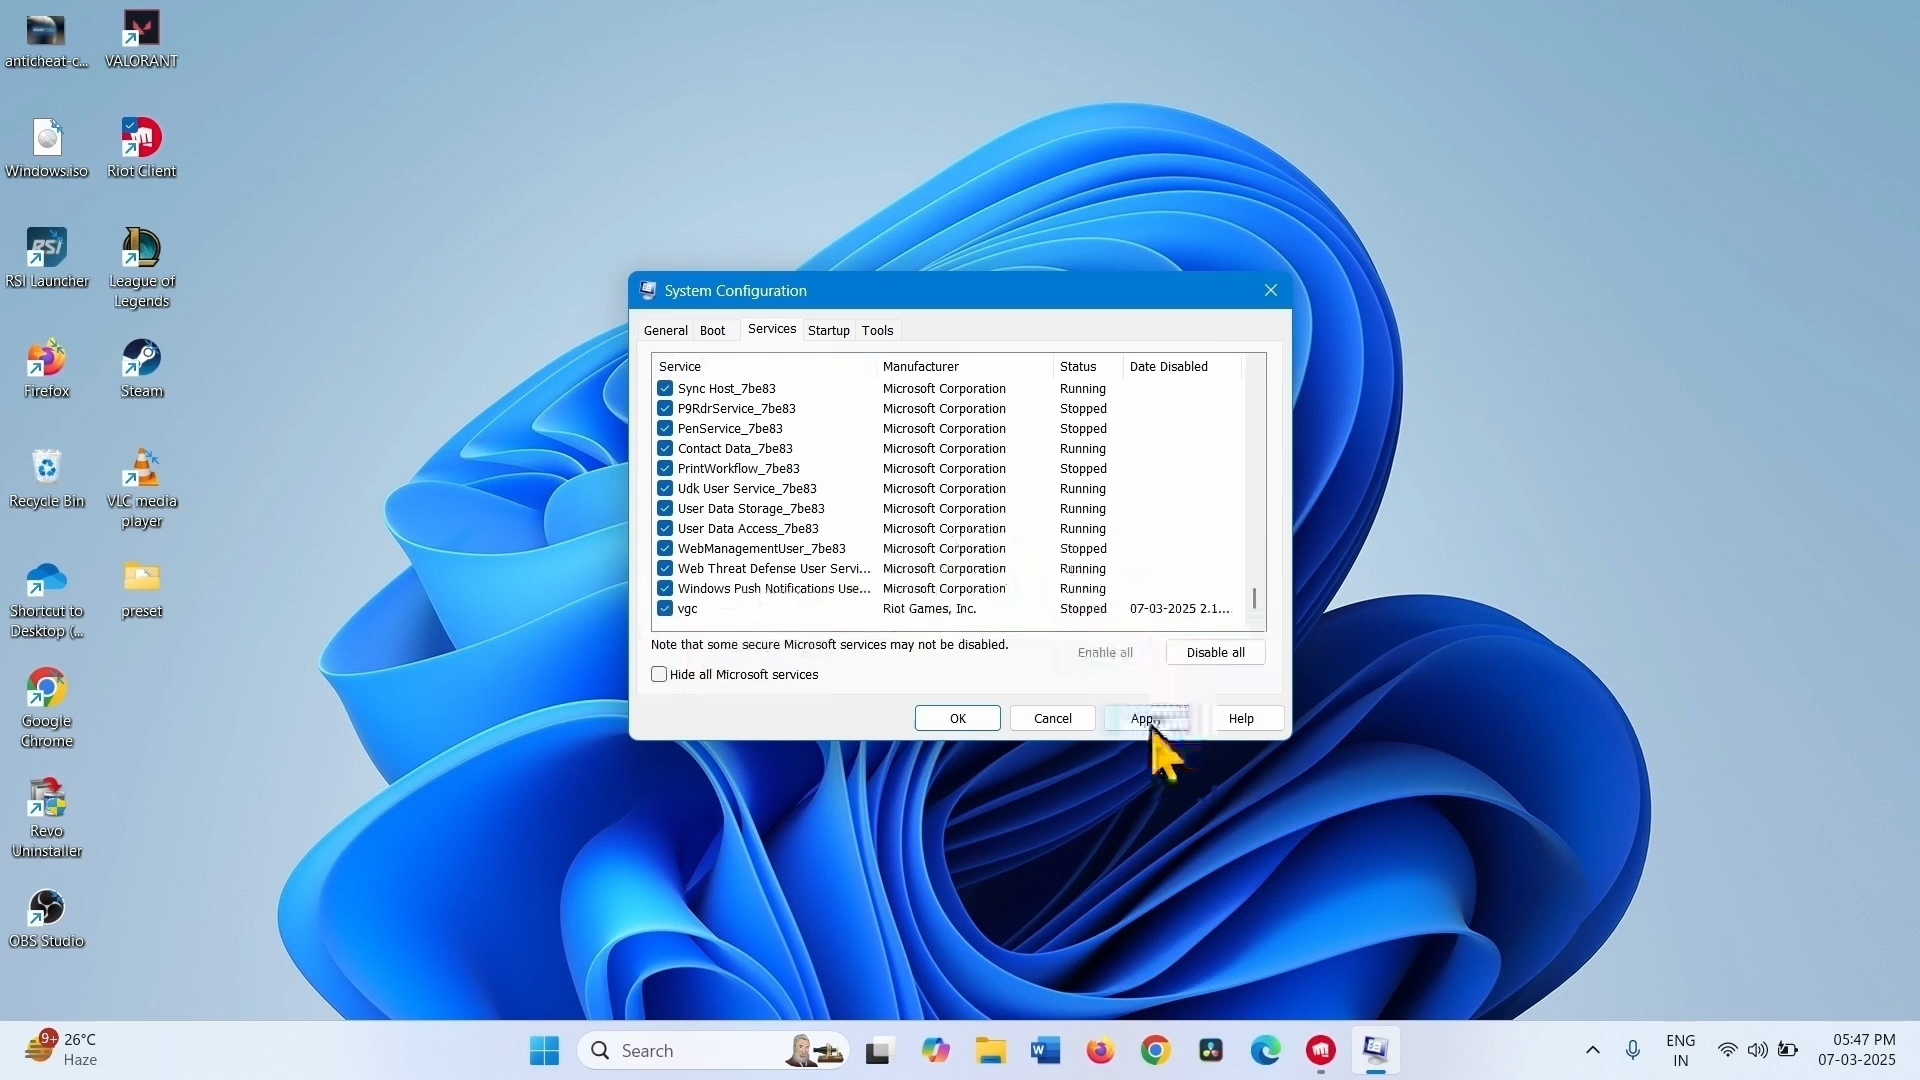 anticheat-c...
VALORANT
Windows.iso
Riot Client
RSI
RSI Launcher
League of
Legends
Firefox
Steam
Recycle Bin
VLC media
player
Shortcut to
Desktop (...
preset
Google
Chrome
Revo
Uninstaller
OBS Studio
System Configuration
General
Boot
Services
Startup
Tools
Service Manufacturer Status Date Disabled
Sync Host_7be83 Microsoft Corporation Running
P9RdrService_7be83 Microsoft Corporation Stopped
PenService_7be83 Microsoft Corporation Stopped
Contact Data_7be83 Microsoft Corporation Running
PrintWorkflow_7be83 Microsoft Corporation Stopped
Udk User Service_7be83 Microsoft Corporation Running
User Data Storage_7be83 Microsoft Corporation Running
User Data Access_7be83 Microsoft Corporation Running
WebManagementUser_7be83 Microsoft Corporation Stopped
Web Threat Defense User Servi... Microsoft Corporation Running
Windows Push Notifications Use... Microsoft Corporation Running
vgc Riot Games, Inc. Stopped 07-03-2025 2.1...
Note that some secure Microsoft services may not be disabled.
Enable all
Disable all
Hide all Microsoft services
OK
Cancel
Help
9+
26°C
Haze
Search
W
ENG
IN
05:47 PM
07-03-2025